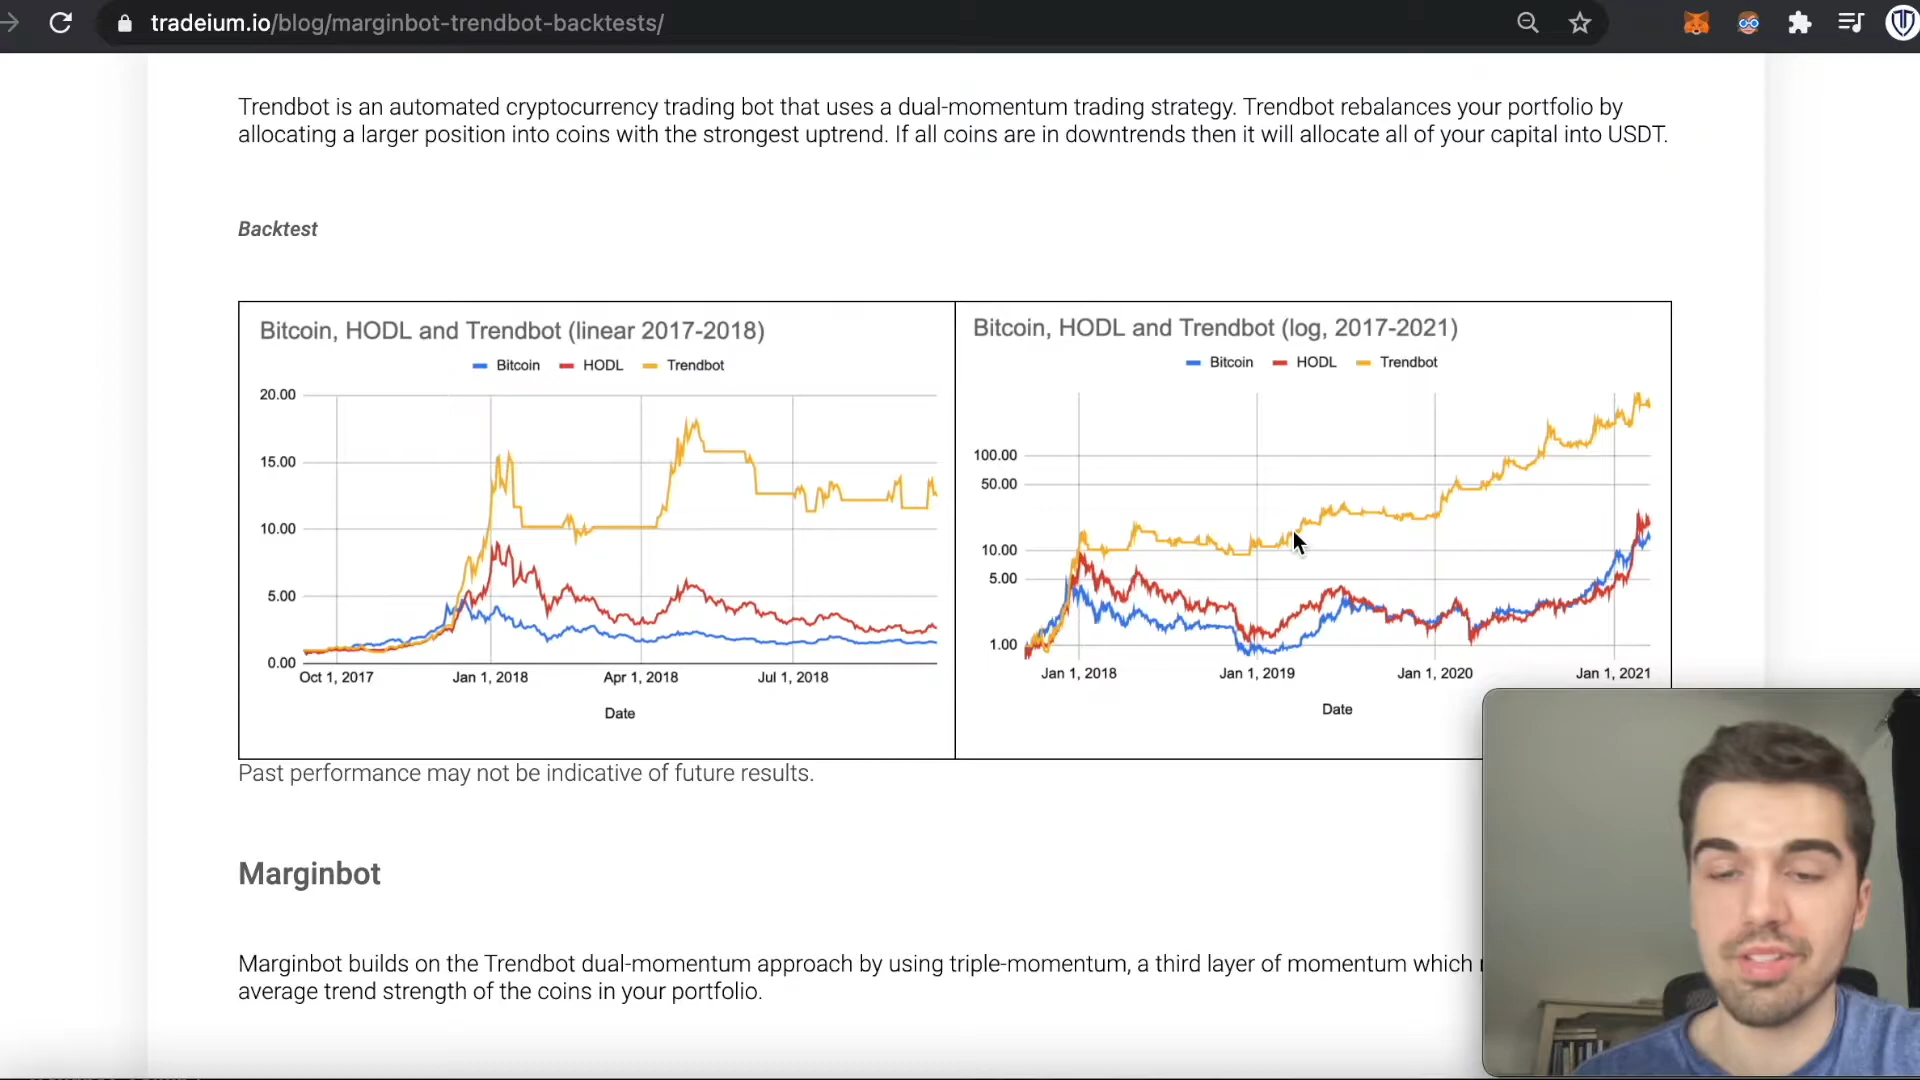 tradeium.io/blog/marginbot-trendbot-backtests/
Trendbot is an automated cryptocurrency trading bot that uses a dual-momentum trading strategy. Trendbot rebalances your portfolio by
allocating a larger position into coins with the strongest uptrend. If all coins are in downtrends then it will allocate all of your capital into USDT.
Backtest
Bitcoin, HODL and Trendbot (linear 2017-2018)
Bitcoin HODL Trendbot
20.00
15.00
10.00
5.00
0.00
Oct 1, 2017 Jan 1, 2018 Apr 1, 2018 Jul 1, 2018
Date
Bitcoin, HODL and Trendbot (log, 2017-2021)
Bitcoin HODL Trendbot
100.00
50.00
10.00
5.00
1.00
Jan 1, 2018 Jan 1, 2019 Jan 1, 2020 Jan 1, 2021
Date
Past performance may not be indicative of future results.
Marginbot
Marginbot builds on the Trendbot dual-momentum approach by using triple-momentum, a third layer of momentum which
average trend strength of the coins in your portfolio.